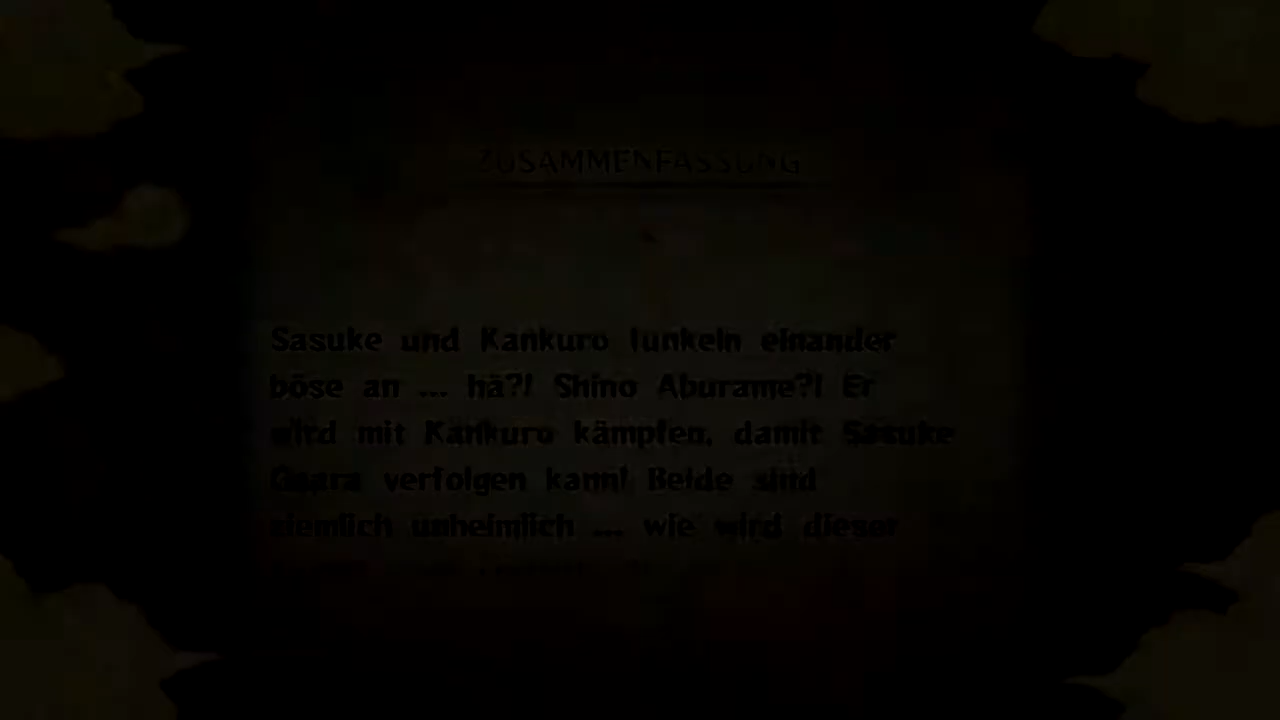 ZUSAMMENFASSUNG
Sasuke und Kankuro funkeln einander
böse an ... hä?! Shino Aburame?! Er
wird mit Kankuro kämpfen, damit Sasuke
Gaara verfolgen kann! Beide sind
ziemlich unheimlich ... wie wird dieser